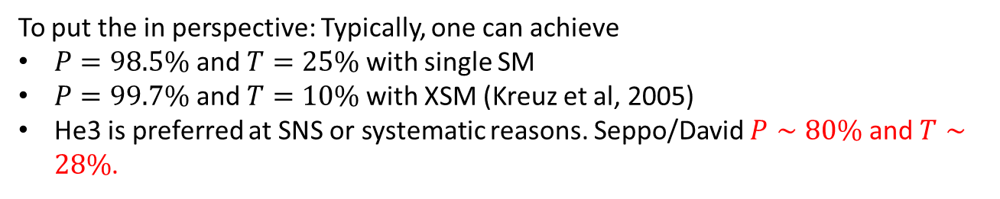 To put the in perspective: Typically, one can achieve
• 𝑃 = 98.5% and 𝑇 = 25% with single SM
• 𝑃 = 99.7% and 𝑇 = 10% with XSM (Kreuz et al, 2005)
• He3 is preferred at SNS or systematic reasons. Seppo/David 𝑃 ~ 80% and 𝑇 ~
28%.